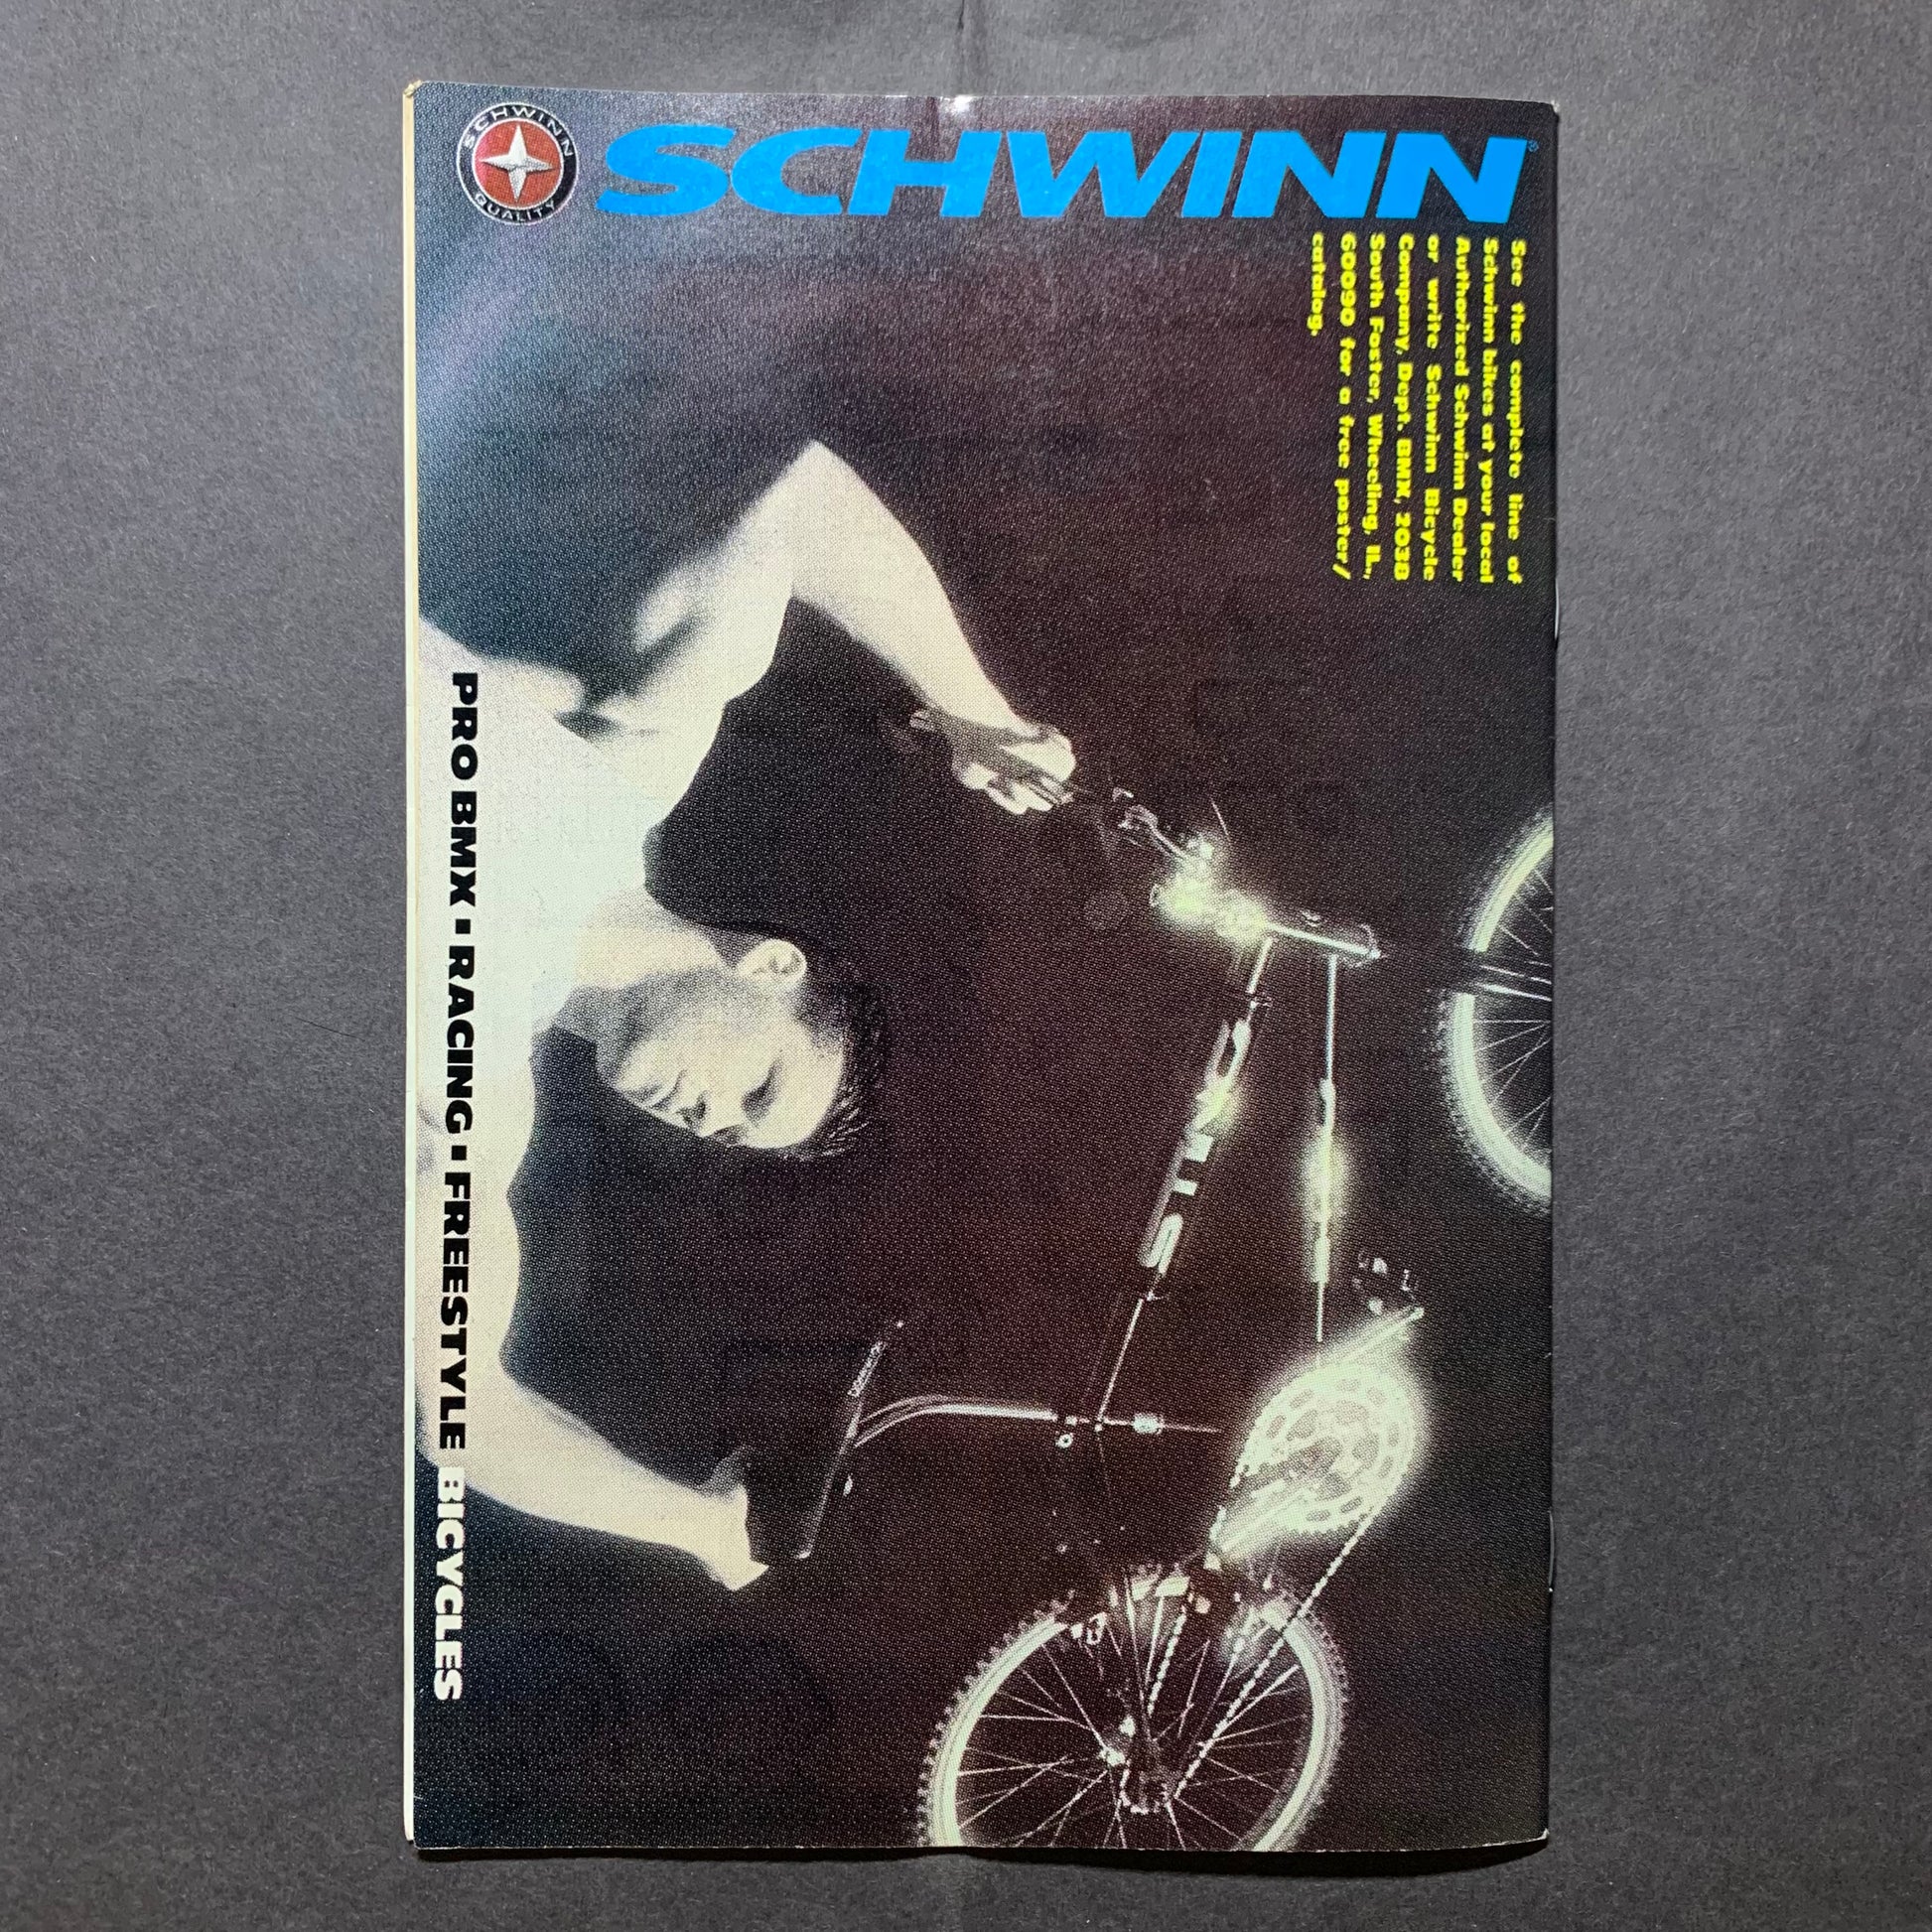 SCHWINN
QUALITY
SCHWINN®
See the complete line of
Schwinn bikes at your local
Authorized Schwinn Dealer
or write Schwinn Bicycle
Company, Dept. BMX, 2038
South Foster, Wheeling, IL,
60090 for a free poster/
catalog.
PRO BMX ▪ RACING ▪ FREESTYLE BICYCLES